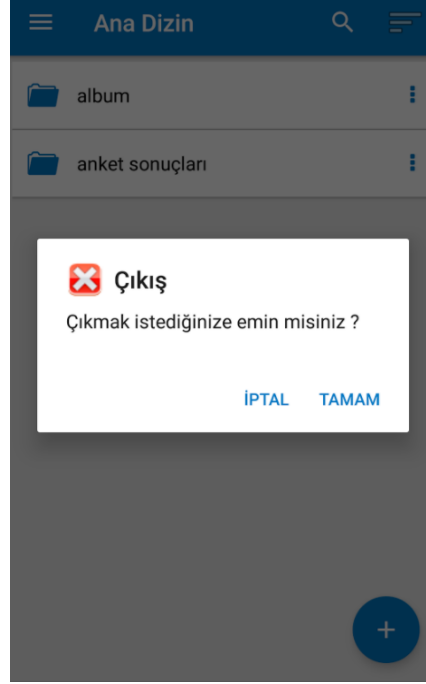 Ana Dizin
album
anket sonuçları
Çıkış
Çıkmak istediğinize emin misiniz ?
İPTAL TAMAM